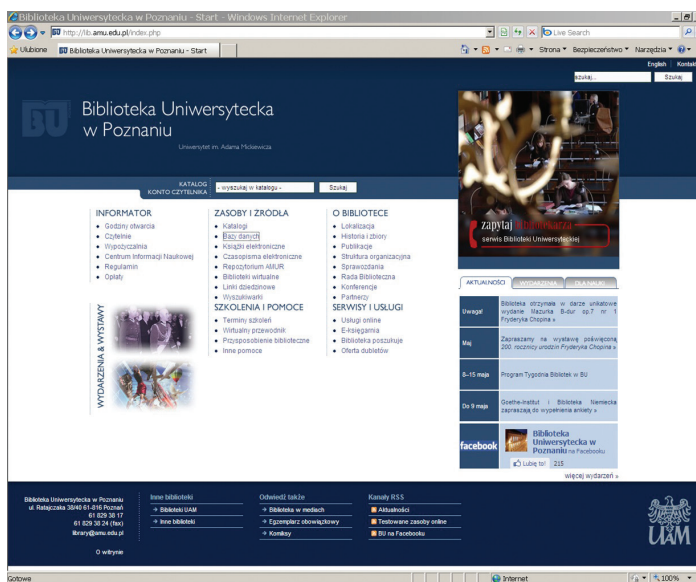 Biblioteka Uniwersytecka w Poznaniu - Start - Windows Internet Explorer
http://lib.amu.edu.pl/index.php
Live Search
Ulubione
Biblioteka Uniwersytecka w Poznaniu - Start
Strona
Bezpieczeństwo
Narzędzia
English
Kontakt
szukaj...
Szukaj
BU
Biblioteka Uniwersytecka
w Poznaniu
Uniwersytet im. Adama Mickiewicza
KATALOG
KONTO CZYTELNIKA
- wyszukaj w katalogu -
Szukaj
zapytaj bibliotekarza
serwis Biblioteki Uniwersyteckiej
INFORMATOR
Godziny otwarcia
Czytelnie
Wypożyczalnia
Centrum Informacji Naukowej
Regulamin
Opłaty
ZASOBY I ŹRÓDŁA
Katalogi
Bazy danych
Książki elektroniczne
Czasopisma elektroniczne
Repozytorium AMUR
Biblioteki wirtualne
Linki dziedzinowe
Wyszukiwarki
O BIBLIOTECE
Lokalizacja
Historia i zbiory
Publikacje
Struktura organizacyjna
Sprawozdania
Rada Biblioteczna
Konferencje
Partnerzy
WYDARZENIA & WYSTAWY
SZKOLENIA I POMOCE
Terminy szkoleń
Wirtualny przewodnik
Przysposobienie biblioteczne
Inne pomoce
SERWISY I USŁUGI
Usługi online
E-księgarnia
Biblioteka poszukuje
Oferta dubletów
AKTUALNOŚCI
WYDARZENIA
DLA NAUKI
Uwaga!
Biblioteka otrzymała w darze unikatowe
wydanie Mazurka B-dur op.7 nr 1
Fryderyka Chopina »
Maj
Zapraszamy na wystawę poświęconą
200. rocznicy urodzin Fryderyka Chopina »
8-15 maja
Program Tygodnia Bibliotek w BU
Do 9 maja
Goethe-Institut i Biblioteka Niemiecka
zapraszają do wypełnienia ankiety »
facebook
Biblioteka
Uniwersytecka w
Poznaniu na Facebooku
Lubię to!
215
więcej wydarzeń »
Biblioteka Uniwersytecka w Poznaniu
ul. Ratajczaka 38/40 61-816 Poznań
61 829 38 17
61 829 38 24 (fax)
library@amu.edu.pl
O witrynie
Inne biblioteki
Biblioteki UAM
Inne biblioteki
Odwiedź także
Biblioteka w mediach
Egzemplarz obowiązkowy
Komiksy
Kanały RSS
Aktualności
Testowane zasoby online
BU na Facebooku
UAM
Gotowe
Internet
100%